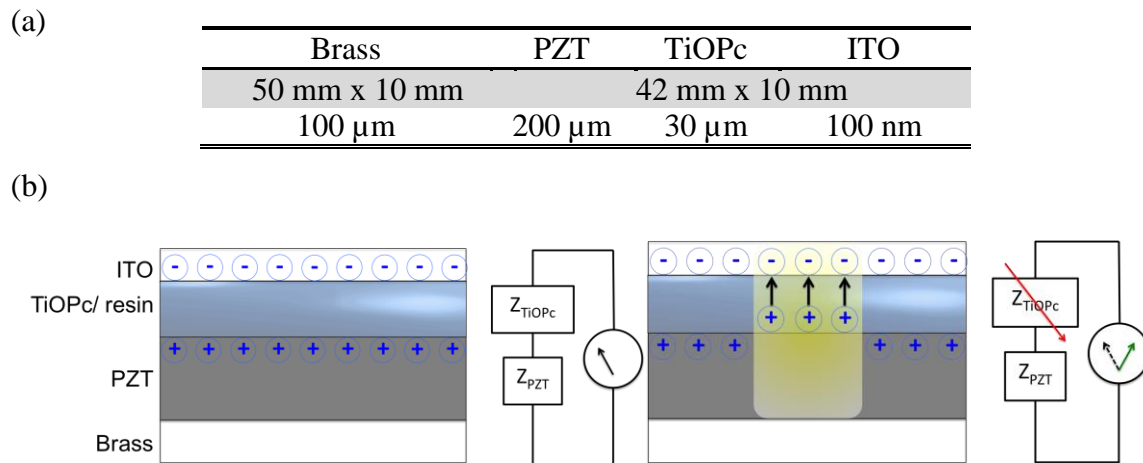 (a)
Brass PZT TiOPc ITO
50 mm x 10 mm 42 mm x 10 mm
100 µm 200 µm 30 µm 100 nm
(b)
ITO - - - - - - - - - - - - - - - - -
TiOPc/ resin Z_TiOPc + + + Z_TiOPc
+ + + + + + + + + + + + + +
PZT Z_PZT Z_PZT
Brass